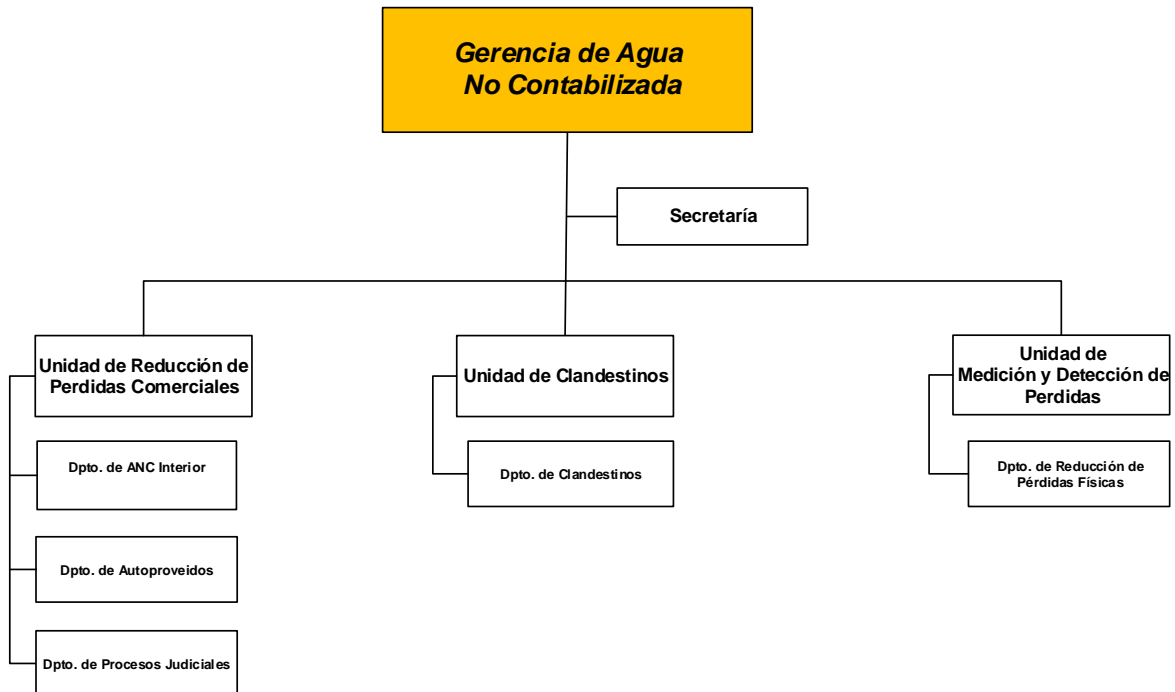 Gerencia de Agua
No Contabilizada
Secretaría
Unidad de Reducción de
Perdidas Comerciales
Dpto. de ANC Interior
Dpto. de Autoproveidos
Dpto. de Procesos Judiciales
Unidad de Clandestinos
Dpto. de Clandestinos
Unidad de
Medición y Detección de
Perdidas
Dpto. de Reducción de
Pérdidas Físicas